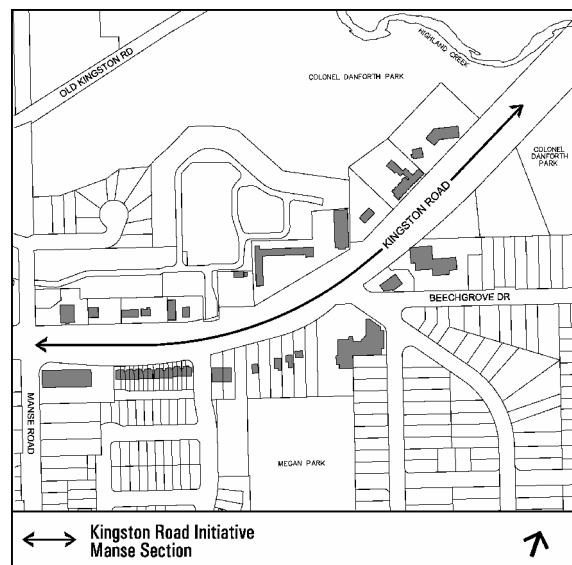 HIGHLAND CREEK
OLD KINGSTON RD
COLONEL DANFORTH PARK
COLONEL
DANFORTH
PARK
KINGSTON ROAD
BEECHGROVE DR
MANSE ROAD
MEGAN PARK
Kingston Road Initiative
Manse Section